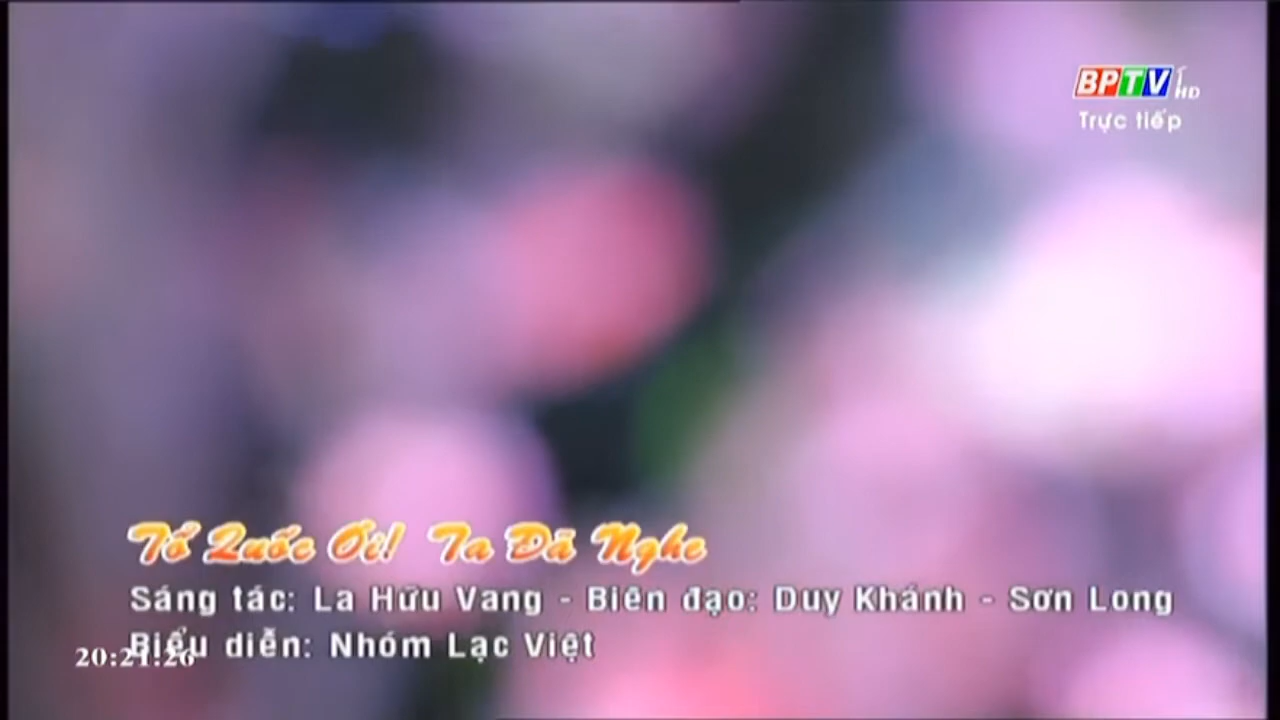 BPTV1 HD
Trực tiếp
Tổ Quốc Ơi! Ta Đã Nghe
Sáng tác: La Hữu Vang - Biên đạo: Duy Khánh - Sơn Long
Biểu diễn: Nhóm Lạc Việt
20:21:26